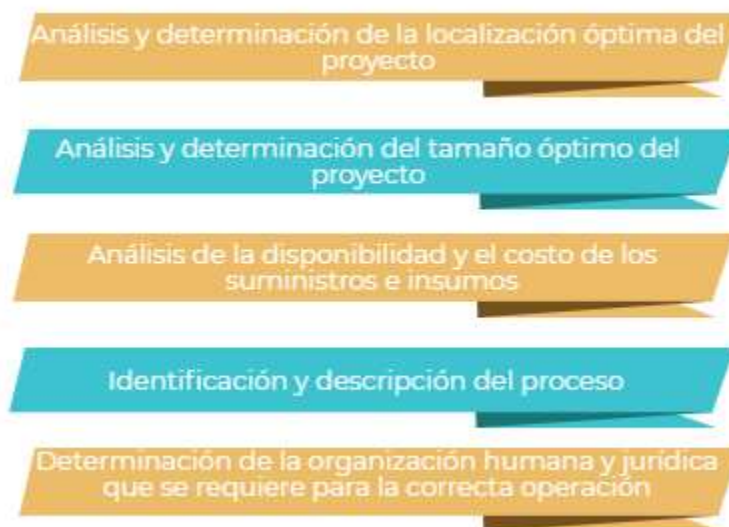 Análisis y determinación de la localización óptima del
proyecto
Análisis y determinación del tamaño óptimo del
proyecto
Análisis de la disponibilidad y el costo de los
suministros e insumos
Identificación y descripción del proceso
Determinación de la organización humana y jurídica
que se requiere para la correcta operación